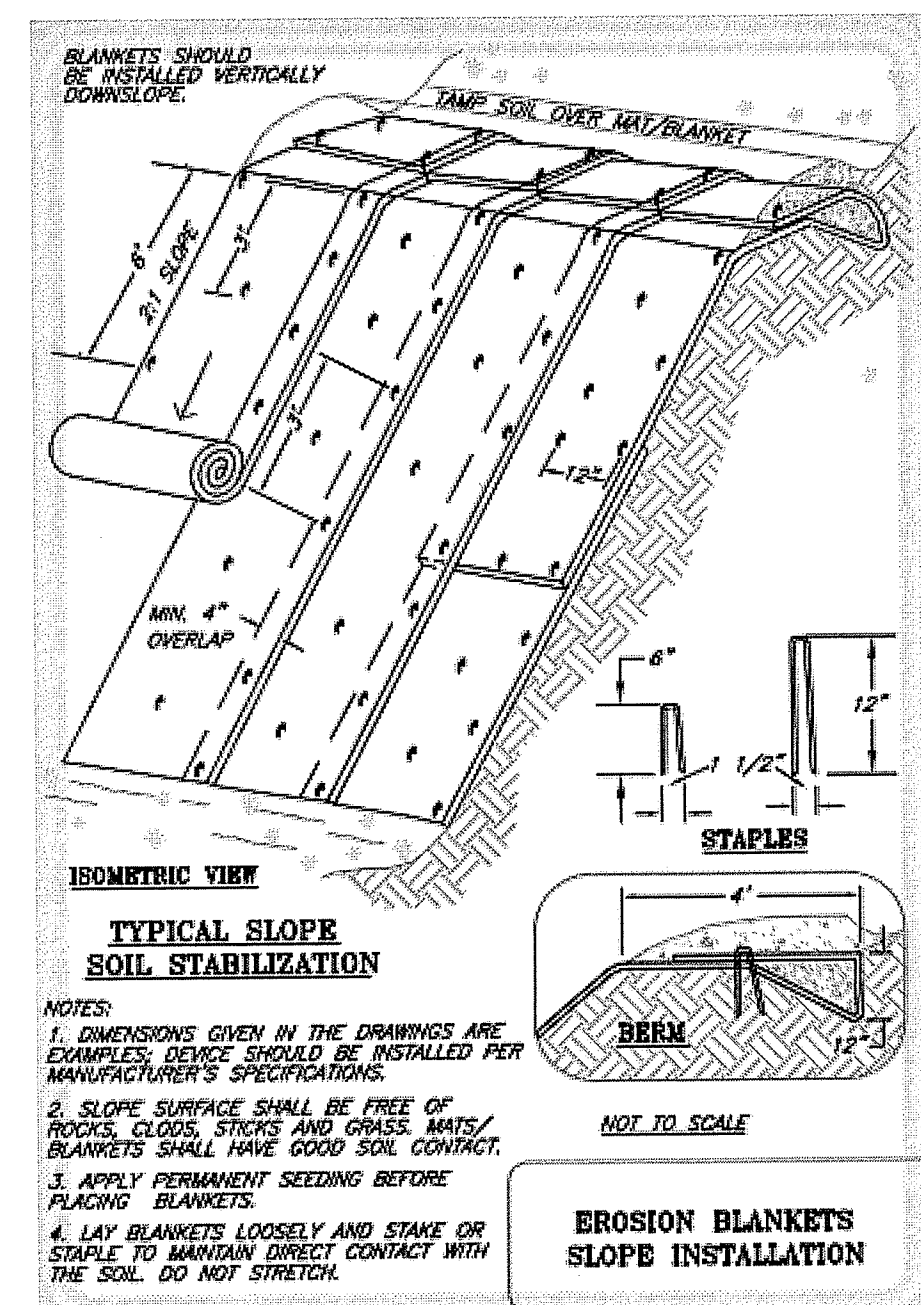 BLANKETS SHOULD
BE INSTALLED VERTICALLY
DOWNSLOPE.
TAMP SOIL OVER MAT/BLANKET
6'
2:1 SLOPE
3'
3'
12"
MIN. 4"
OVERLAP
6"
12"
1 1/2"
STAPLES
ISOMETRIC VIEW
TYPICAL SLOPE
SOIL STABILIZATION
4'
BERM
12"
NOT TO SCALE
NOTES:
1. DIMENSIONS GIVEN IN THE DRAWINGS ARE
EXAMPLES; DEVICE SHOULD BE INSTALLED PER
MANUFACTURER'S SPECIFICATIONS.
2. SLOPE SURFACE SHALL BE FREE OF
ROCKS, CLODS, STICKS AND GRASS. MATS/
BLANKETS SHALL HAVE GOOD SOIL CONTACT.
3. APPLY PERMANENT SEEDING BEFORE
PLACING BLANKETS.
4. LAY BLANKETS LOOSELY AND STAKE OR
STAPLE TO MAINTAIN DIRECT CONTACT WITH
THE SOIL. DO NOT STRETCH.
EROSION BLANKETS
SLOPE INSTALLATION